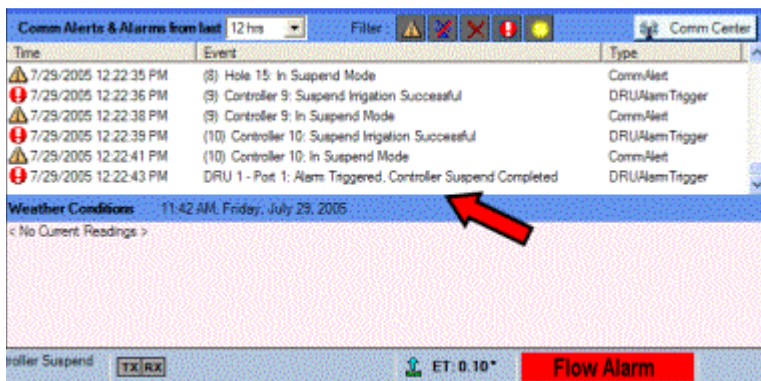 Comm Alerts & Alarms from last 12 hrs Filter: Comm Center
Time Event Type
7/29/2005 12:22:35 PM (8) Hole 15: In Suspend Mode CommAlert
7/29/2005 12:22:36 PM (9) Controller 9: Suspend Irrigation Successful DRUAlarmTrigger
7/29/2005 12:22:38 PM (9) Controller 9: In Suspend Mode CommAlert
7/29/2005 12:22:39 PM (10) Controller 10: Suspend Irrigation Successful DRUAlarmTrigger
7/29/2005 12:22:41 PM (10) Controller 10: In Suspend Mode CommAlert
7/29/2005 12:22:43 PM DRU 1 - Port 1: Alarm Triggered, Controller Suspend Completed DRUAlarmTrigger
Weather Conditions 11:42 AM, Friday, July 29, 2005
< No Current Readings >
roller Suspend TX RX ET: 0.10" Flow Alarm